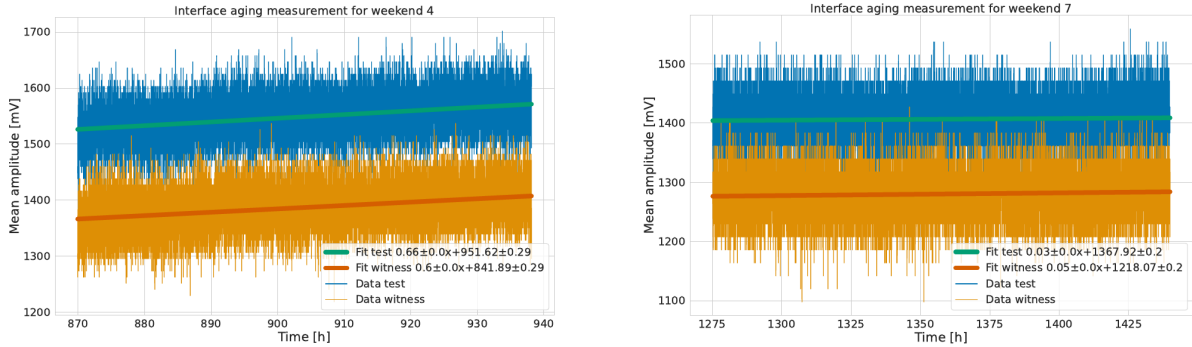 Interface aging measurement for weekend 4
Mean amplitude [mV]
1700
1600
1500
1400
1300
1200
870
880
890
900
910
920
930
940
Time [h]
Fit test 0.66±0.0x+951.62±0.29
Fit witness 0.6±0.0x+841.89±0.29
Data test
Data witness
Interface aging measurement for weekend 7
Mean amplitude [mV]
1500
1400
1300
1200
1100
1275
1300
1325
1350
1375
1400
1425
Time [h]
Fit test 0.03±0.0x+1367.92±0.2
Fit witness 0.05±0.0x+1218.07±0.2
Data test
Data witness